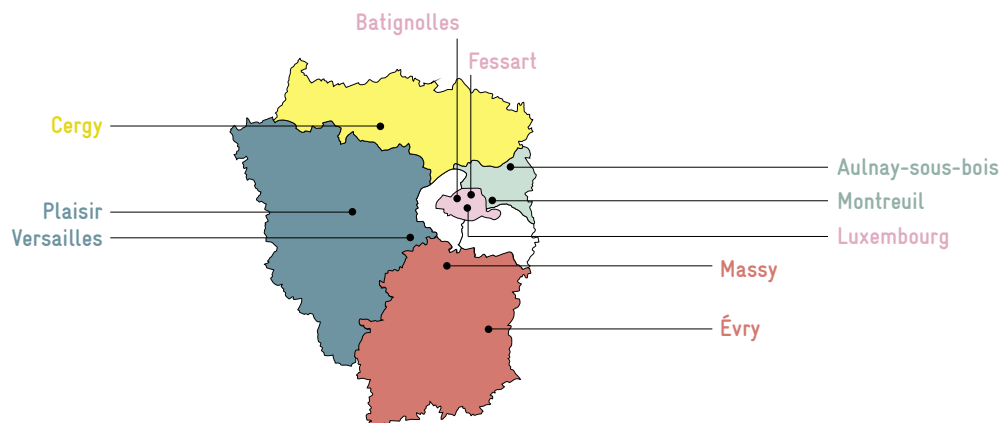 Batignolles
Fessart
Cergy
Aulnay-sous-bois
Montreuil
Plaisir
Versailles
Luxembourg
Massy
Évry